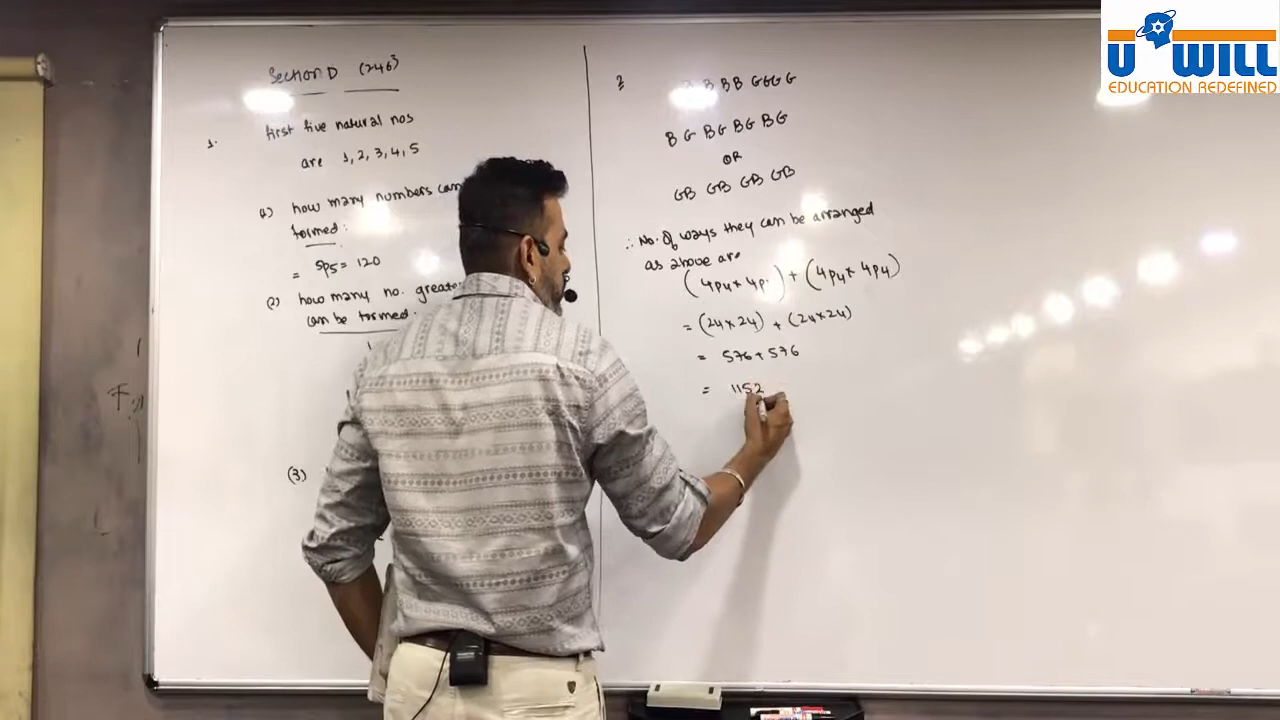 Section D (246)
1. first five natural nos
are 1, 2, 3, 4, 5
(1) how many numbers can
formed:
= 5P5 = 120
(2) how many no. greater
can be formed.
(3)
2 B B B G G G G
B G B G B G B G
OR
GB GB GB GB
∴ No. of ways they can be arranged
as above are
(4P4 × 4P ) + (4P4 × 4P4)
= (24×24) + (24×24)
= 576 + 576
= 1152
U WILL
EDUCATION REDEFINED